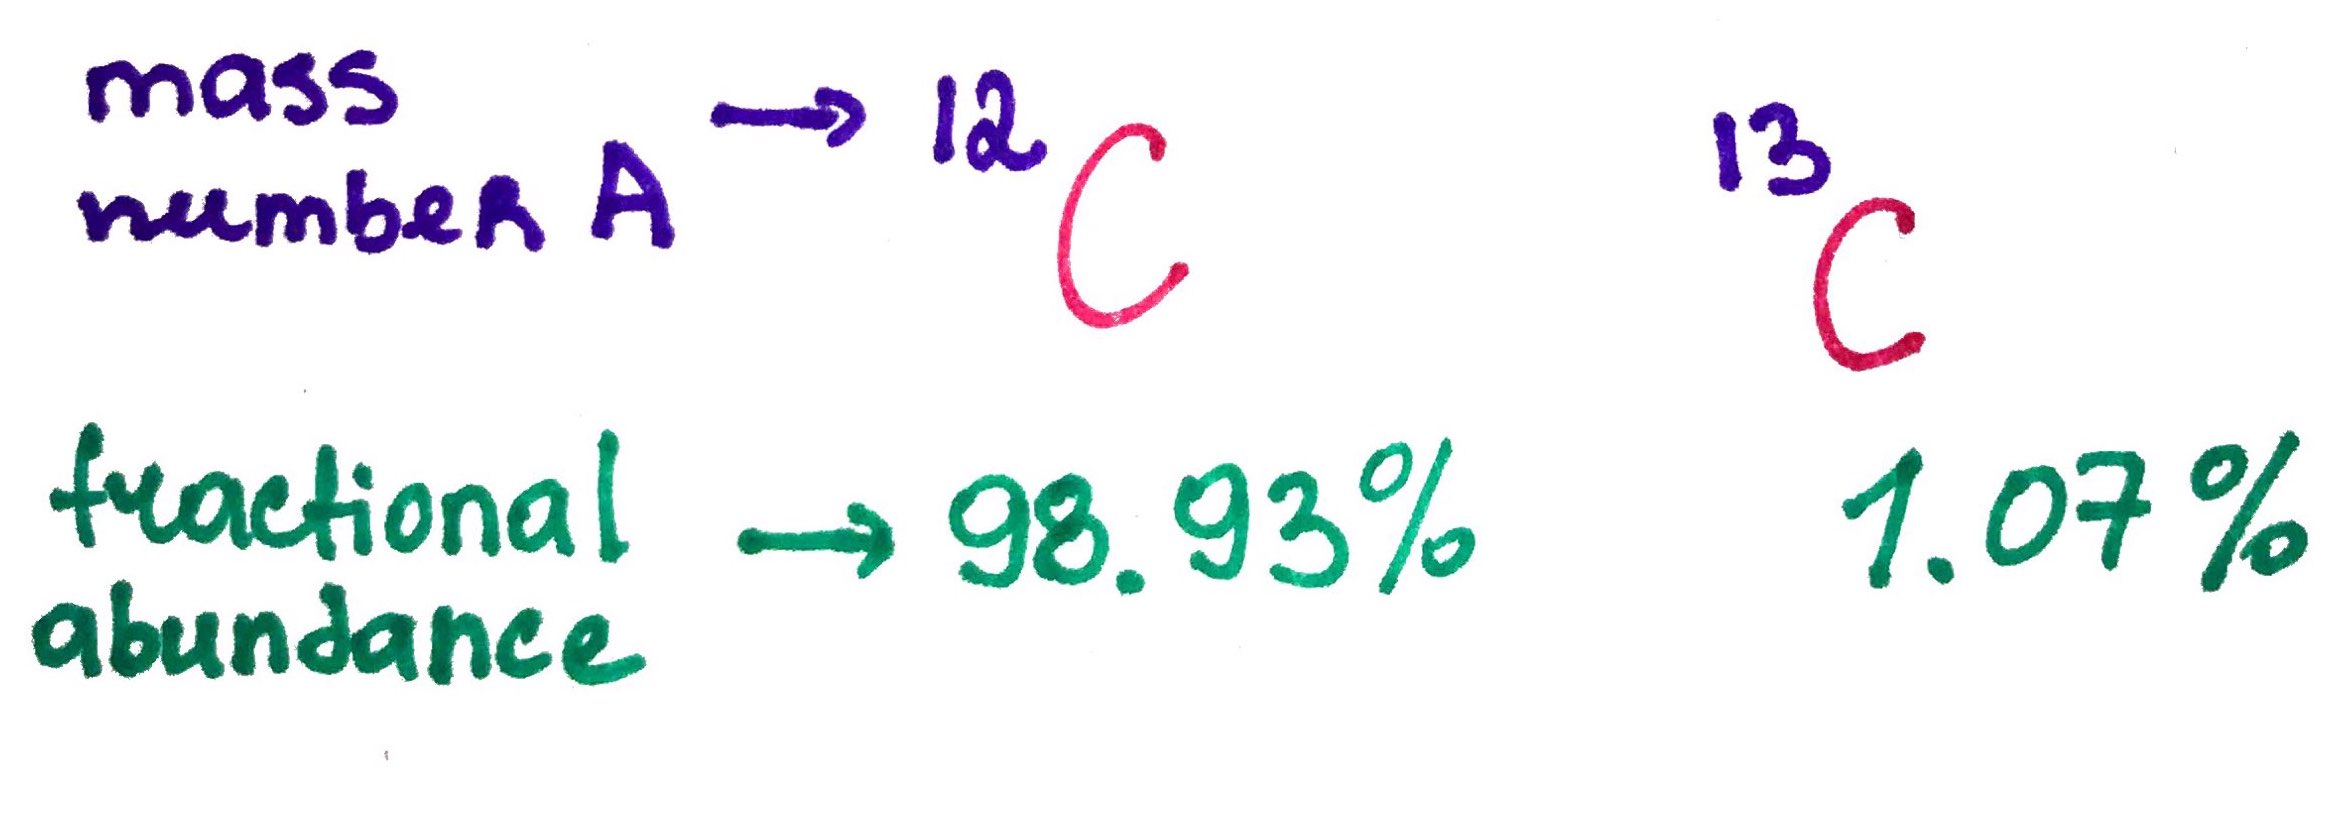 mass
number A → ¹²C ¹³C
fractional
abundance → 98.93% 1.07%